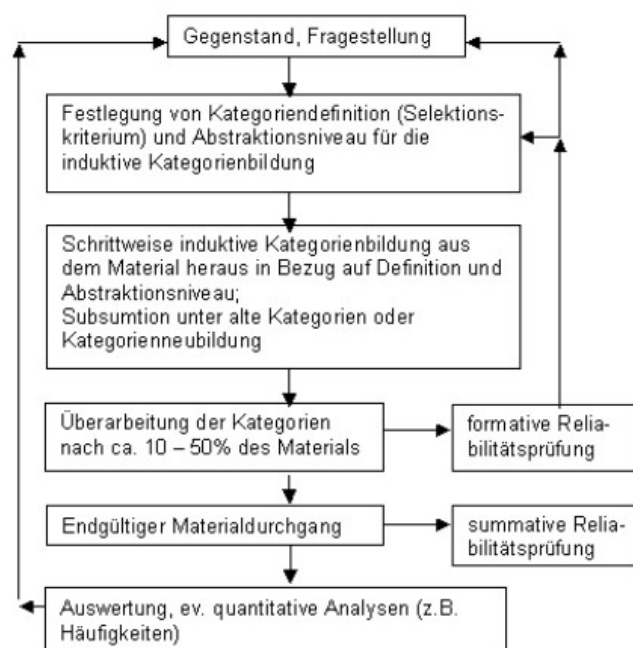 Gegenstand, Fragestellung
Festlegung von Kategoriendefinition (Selektions-
kriterium) und Abstraktionsniveau für die
induktive Kategorienbildung
Schrittweise induktive Kategorienbildung aus
dem Material heraus in Bezug auf Definition und
Abstraktionsniveau;
Subsumtion unter alte Kategorien oder
Kategorienneubildung
Überarbeitung der Kategorien
nach ca. 10 – 50% des Materials
formative Relia-
bilitätsprüfung
Endgültiger Materialdurchgang
summative Relia-
bilitätsprüfung
Auswertung, ev. quantitative Analysen (z.B.
Häufigkeiten)